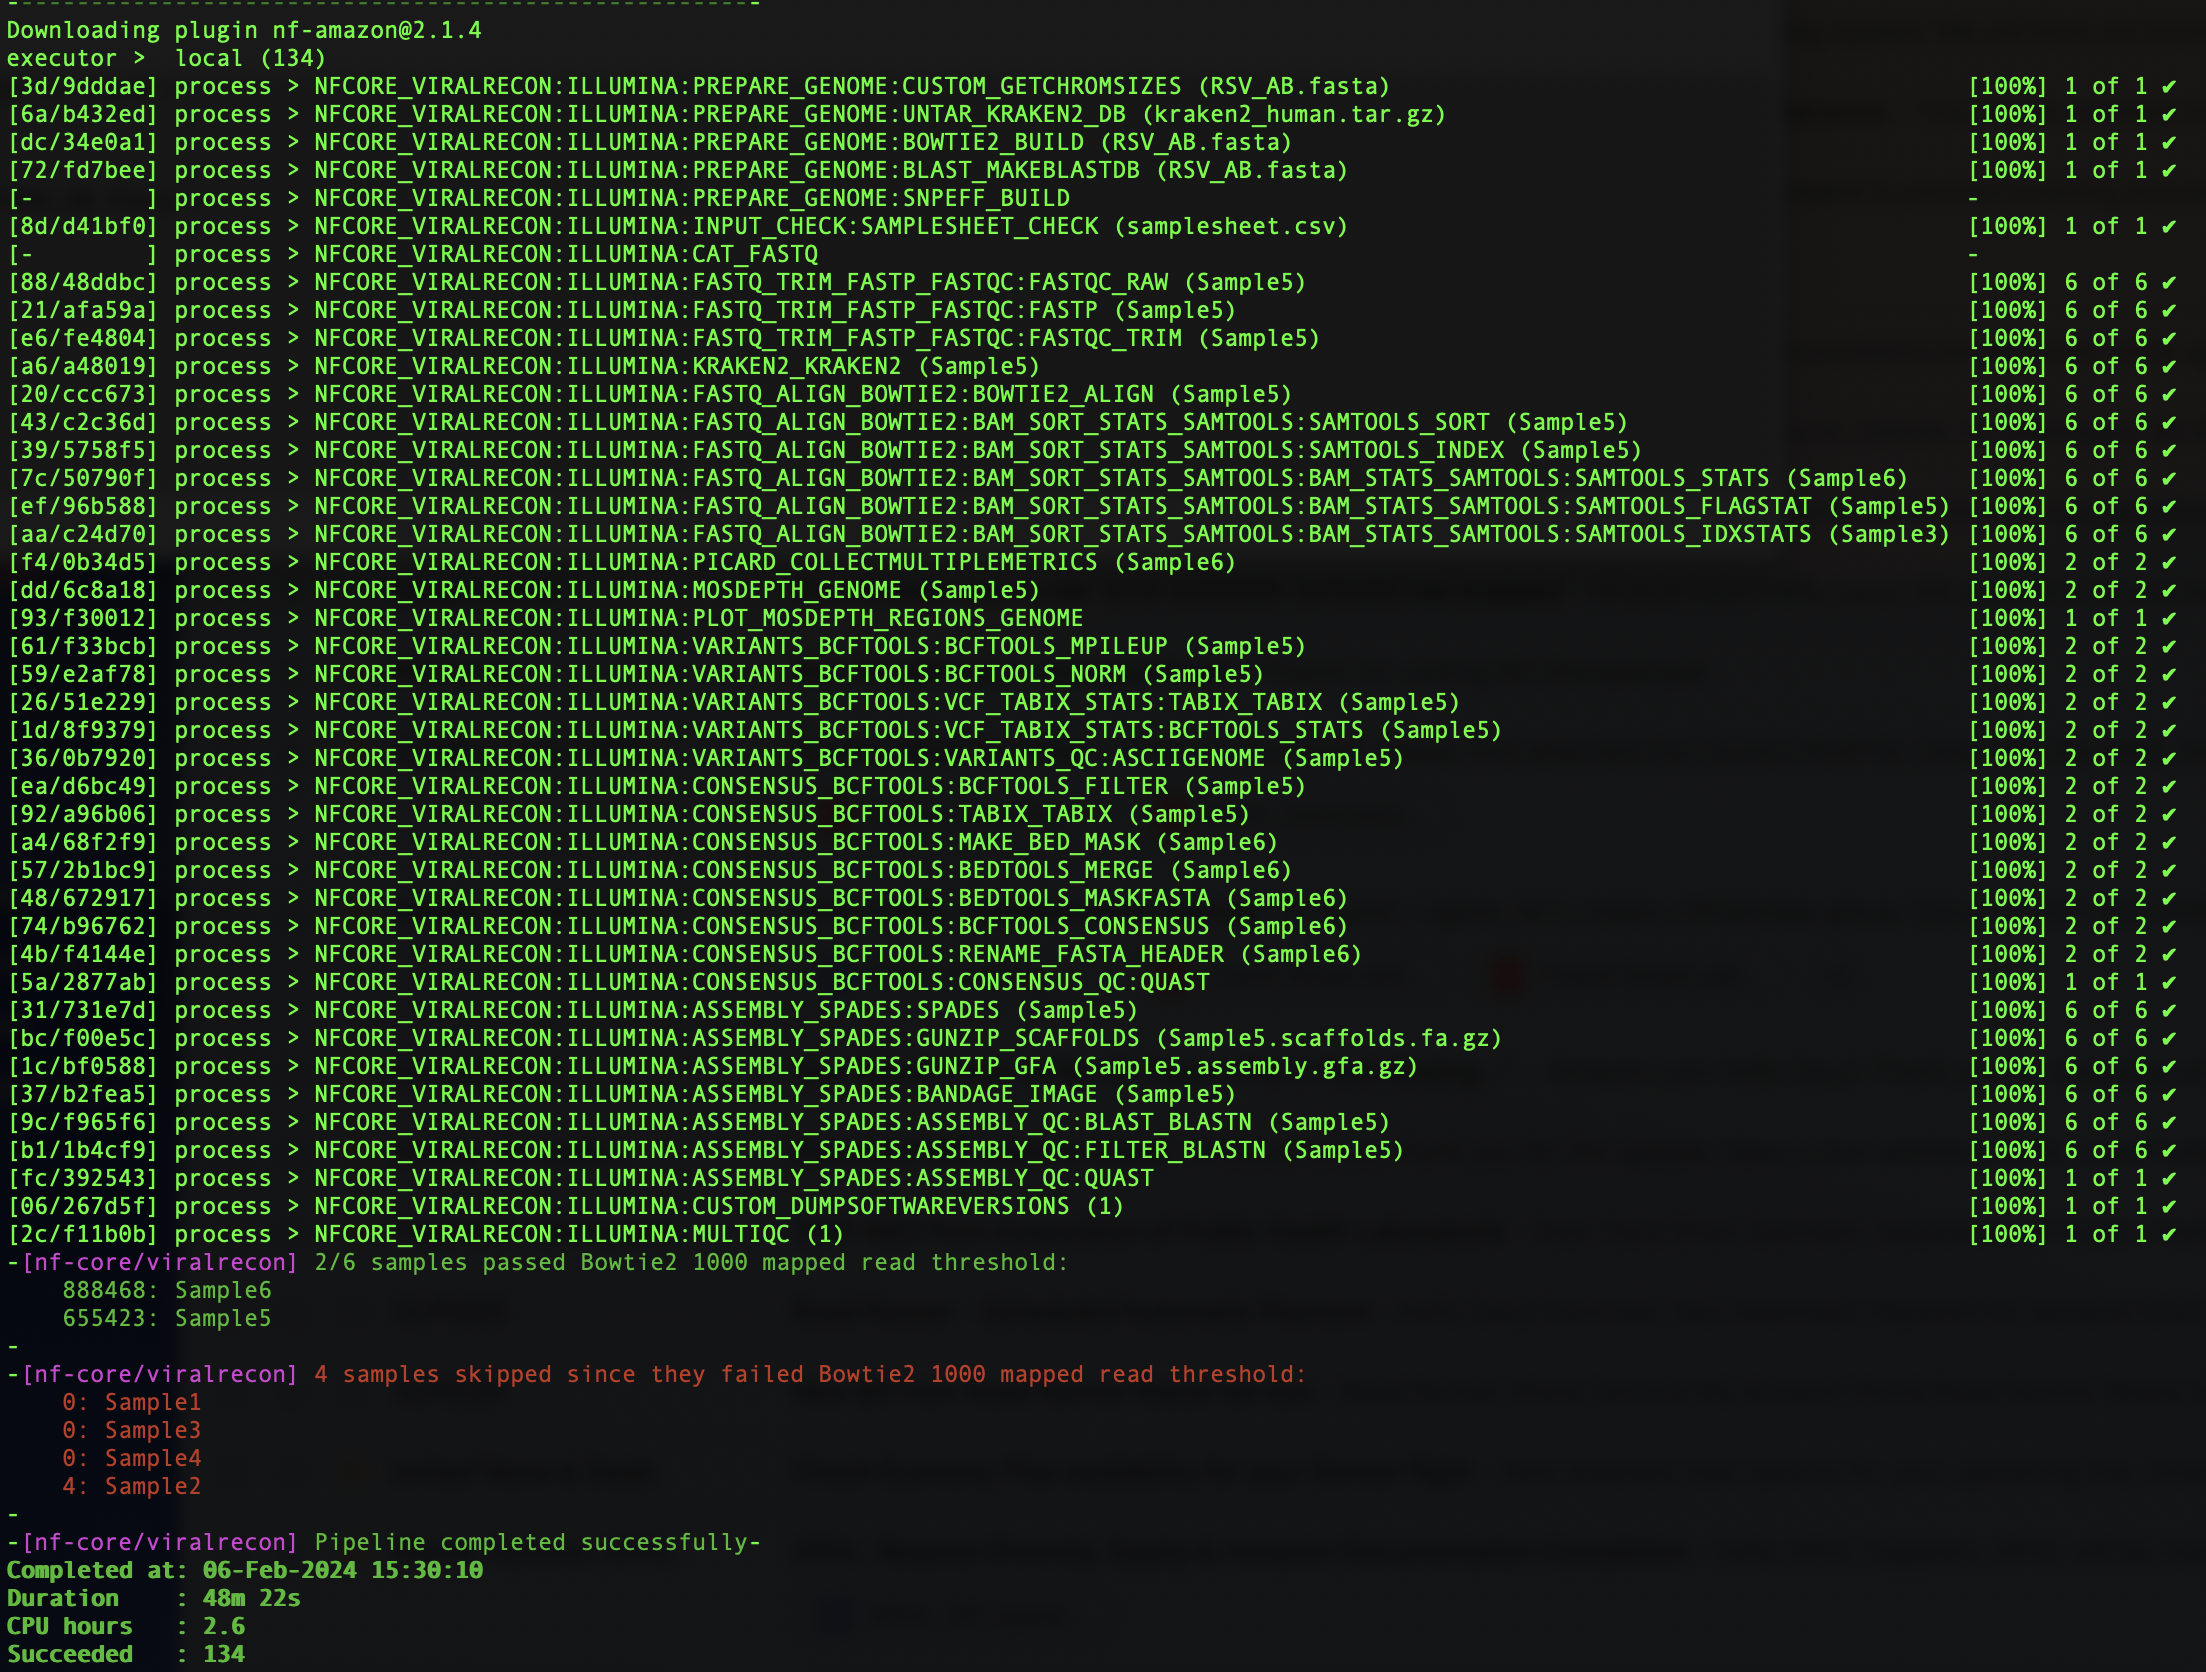 -----------------------------------------------------
Downloading plugin nf-amazon@2.1.4
executor >  local (134)
[3d/9dddae] process > NFCORE_VIRALRECON:ILLUMINA:PREPARE_GENOME:CUSTOM_GETCHROMSIZES (RSV_AB.fasta) [100%] 1 of 1 ✔
[6a/b432ed] process > NFCORE_VIRALRECON:ILLUMINA:PREPARE_GENOME:UNTAR_KRAKEN2_DB (kraken2_human.tar.gz) [100%] 1 of 1 ✔
[dc/34e0a1] process > NFCORE_VIRALRECON:ILLUMINA:PREPARE_GENOME:BOWTIE2_BUILD (RSV_AB.fasta) [100%] 1 of 1 ✔
[72/fd7bee] process > NFCORE_VIRALRECON:ILLUMINA:PREPARE_GENOME:BLAST_MAKEBLASTDB (RSV_AB.fasta) [100%] 1 of 1 ✔
[-        ] process > NFCORE_VIRALRECON:ILLUMINA:PREPARE_GENOME:SNPEFF_BUILD -
[8d/d41bf0] process > NFCORE_VIRALRECON:ILLUMINA:INPUT_CHECK:SAMPLESHEET_CHECK (samplesheet.csv) [100%] 1 of 1 ✔
[-        ] process > NFCORE_VIRALRECON:ILLUMINA:CAT_FASTQ -
[88/48ddbc] process > NFCORE_VIRALRECON:ILLUMINA:FASTQ_TRIM_FASTP_FASTQC:FASTQC_RAW (Sample5) [100%] 6 of 6 ✔
[21/afa59a] process > NFCORE_VIRALRECON:ILLUMINA:FASTQ_TRIM_FASTP_FASTQC:FASTP (Sample5) [100%] 6 of 6 ✔
[e6/fe4804] process > NFCORE_VIRALRECON:ILLUMINA:FASTQ_TRIM_FASTP_FASTQC:FASTQC_TRIM (Sample5) [100%] 6 of 6 ✔
[a6/a48019] process > NFCORE_VIRALRECON:ILLUMINA:KRAKEN2_KRAKEN2 (Sample5) [100%] 6 of 6 ✔
[20/ccc673] process > NFCORE_VIRALRECON:ILLUMINA:FASTQ_ALIGN_BOWTIE2:BOWTIE2_ALIGN (Sample5) [100%] 6 of 6 ✔
[43/c2c36d] process > NFCORE_VIRALRECON:ILLUMINA:FASTQ_ALIGN_BOWTIE2:BAM_SORT_STATS_SAMTOOLS:SAMTOOLS_SORT (Sample5) [100%] 6 of 6 ✔
[39/5758f5] process > NFCORE_VIRALRECON:ILLUMINA:FASTQ_ALIGN_BOWTIE2:BAM_SORT_STATS_SAMTOOLS:SAMTOOLS_INDEX (Sample5) [100%] 6 of 6 ✔
[7c/50790f] process > NFCORE_VIRALRECON:ILLUMINA:FASTQ_ALIGN_BOWTIE2:BAM_SORT_STATS_SAMTOOLS:BAM_STATS_SAMTOOLS:SAMTOOLS_STATS (Sample6) [100%] 6 of 6 ✔
[ef/96b588] process > NFCORE_VIRALRECON:ILLUMINA:FASTQ_ALIGN_BOWTIE2:BAM_SORT_STATS_SAMTOOLS:BAM_STATS_SAMTOOLS:SAMTOOLS_FLAGSTAT (Sample5) [100%] 6 of 6 ✔
[aa/c24d70] process > NFCORE_VIRALRECON:ILLUMINA:FASTQ_ALIGN_BOWTIE2:BAM_SORT_STATS_SAMTOOLS:BAM_STATS_SAMTOOLS:SAMTOOLS_IDXSTATS (Sample3) [100%] 6 of 6 ✔
[f4/0b34d5] process > NFCORE_VIRALRECON:ILLUMINA:PICARD_COLLECTMULTIPLEMETRICS (Sample6) [100%] 2 of 2 ✔
[dd/6c8a18] process > NFCORE_VIRALRECON:ILLUMINA:MOSDEPTH_GENOME (Sample5) [100%] 2 of 2 ✔
[93/f30012] process > NFCORE_VIRALRECON:ILLUMINA:PLOT_MOSDEPTH_REGIONS_GENOME [100%] 1 of 1 ✔
[61/f33bcb] process > NFCORE_VIRALRECON:ILLUMINA:VARIANTS_BCFTOOLS:BCFTOOLS_MPILEUP (Sample5) [100%] 2 of 2 ✔
[59/e2af78] process > NFCORE_VIRALRECON:ILLUMINA:VARIANTS_BCFTOOLS:BCFTOOLS_NORM (Sample5) [100%] 2 of 2 ✔
[26/51e229] process > NFCORE_VIRALRECON:ILLUMINA:VARIANTS_BCFTOOLS:VCF_TABIX_STATS:TABIX_TABIX (Sample5) [100%] 2 of 2 ✔
[1d/8f9379] process > NFCORE_VIRALRECON:ILLUMINA:VARIANTS_BCFTOOLS:VCF_TABIX_STATS:BCFTOOLS_STATS (Sample5) [100%] 2 of 2 ✔
[36/0b7920] process > NFCORE_VIRALRECON:ILLUMINA:VARIANTS_BCFTOOLS:VARIANTS_QC:ASCIIGENOME (Sample5) [100%] 2 of 2 ✔
[ea/d6bc49] process > NFCORE_VIRALRECON:ILLUMINA:CONSENSUS_BCFTOOLS:BCFTOOLS_FILTER (Sample5) [100%] 2 of 2 ✔
[92/a96b06] process > NFCORE_VIRALRECON:ILLUMINA:CONSENSUS_BCFTOOLS:TABIX_TABIX (Sample5) [100%] 2 of 2 ✔
[a4/68f2f9] process > NFCORE_VIRALRECON:ILLUMINA:CONSENSUS_BCFTOOLS:MAKE_BED_MASK (Sample6) [100%] 2 of 2 ✔
[57/2b1bc9] process > NFCORE_VIRALRECON:ILLUMINA:CONSENSUS_BCFTOOLS:BEDTOOLS_MERGE (Sample6) [100%] 2 of 2 ✔
[48/672917] process > NFCORE_VIRALRECON:ILLUMINA:CONSENSUS_BCFTOOLS:BEDTOOLS_MASKFASTA (Sample6) [100%] 2 of 2 ✔
[74/b96762] process > NFCORE_VIRALRECON:ILLUMINA:CONSENSUS_BCFTOOLS:BCFTOOLS_CONSENSUS (Sample6) [100%] 2 of 2 ✔
[4b/f4144e] process > NFCORE_VIRALRECON:ILLUMINA:CONSENSUS_BCFTOOLS:RENAME_FASTA_HEADER (Sample6) [100%] 2 of 2 ✔
[5a/2877ab] process > NFCORE_VIRALRECON:ILLUMINA:CONSENSUS_BCFTOOLS:CONSENSUS_QC:QUAST [100%] 1 of 1 ✔
[31/731e7d] process > NFCORE_VIRALRECON:ILLUMINA:ASSEMBLY_SPADES:SPADES (Sample5) [100%] 6 of 6 ✔
[bc/f00e5c] process > NFCORE_VIRALRECON:ILLUMINA:ASSEMBLY_SPADES:GUNZIP_SCAFFOLDS (Sample5.scaffolds.fa.gz) [100%] 6 of 6 ✔
[1c/bf0588] process > NFCORE_VIRALRECON:ILLUMINA:ASSEMBLY_SPADES:GUNZIP_GFA (Sample5.assembly.gfa.gz) [100%] 6 of 6 ✔
[37/b2fea5] process > NFCORE_VIRALRECON:ILLUMINA:ASSEMBLY_SPADES:BANDAGE_IMAGE (Sample5) [100%] 6 of 6 ✔
[9c/f965f6] process > NFCORE_VIRALRECON:ILLUMINA:ASSEMBLY_SPADES:ASSEMBLY_QC:BLAST_BLASTN (Sample5) [100%] 6 of 6 ✔
[b1/1b4cf9] process > NFCORE_VIRALRECON:ILLUMINA:ASSEMBLY_SPADES:ASSEMBLY_QC:FILTER_BLASTN (Sample5) [100%] 6 of 6 ✔
[fc/392543] process > NFCORE_VIRALRECON:ILLUMINA:ASSEMBLY_SPADES:ASSEMBLY_QC:QUAST [100%] 1 of 1 ✔
[06/267d5f] process > NFCORE_VIRALRECON:ILLUMINA:CUSTOM_DUMPSOFTWAREVERSIONS (1) [100%] 1 of 1 ✔
[2c/f11b0b] process > NFCORE_VIRALRECON:ILLUMINA:MULTIQC (1) [100%] 1 of 1 ✔
-[nf-core/viralrecon] 2/6 samples passed Bowtie2 1000 mapped read threshold:
    888468: Sample6
    655423: Sample5
-
-[nf-core/viralrecon] 4 samples skipped since they failed Bowtie2 1000 mapped read threshold:
    0: Sample1
    0: Sample3
    0: Sample4
    4: Sample2
-
-[nf-core/viralrecon] Pipeline completed successfully-
Completed at: 06-Feb-2024 15:30:10
Duration    : 48m 22s
CPU hours   : 2.6
Succeeded   : 134